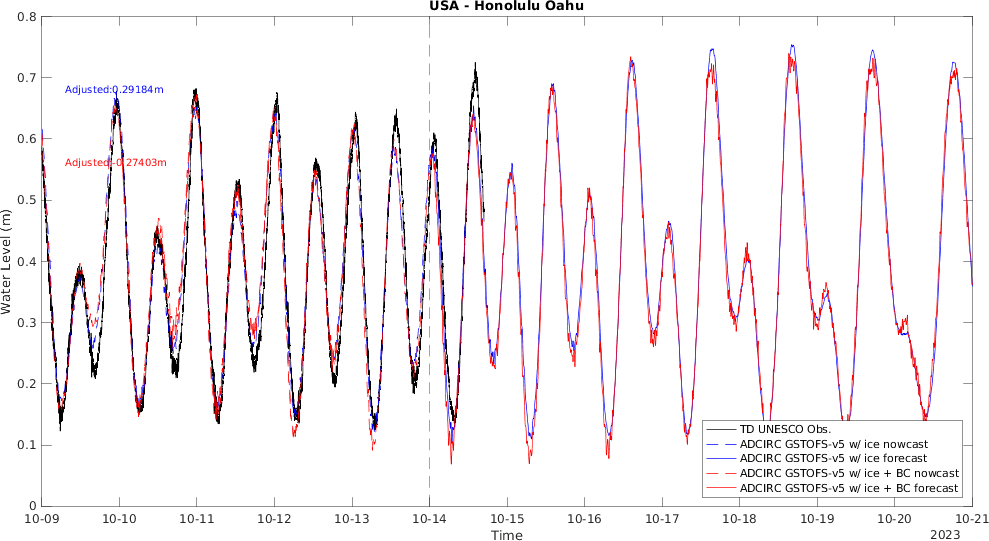 USA - Honolulu Oahu
0.8
0.7
0.6
0.5
0.4
0.3
0.2
0.1
0
Water Level (m)
Adjusted:0.29184m
Adjusted:-0.27403m
TD UNESCO Obs.
ADCIRC GSTOFS-v5 w/ ice nowcast
ADCIRC GSTOFS-v5 w/ ice forecast
ADCIRC GSTOFS-v5 w/ ice + BC nowcast
ADCIRC GSTOFS-v5 w/ ice + BC forecast
10-09 10-10 10-11 10-12 10-13 10-14 10-15 10-16 10-17 10-18 10-19 10-20 10-21
Time
2023